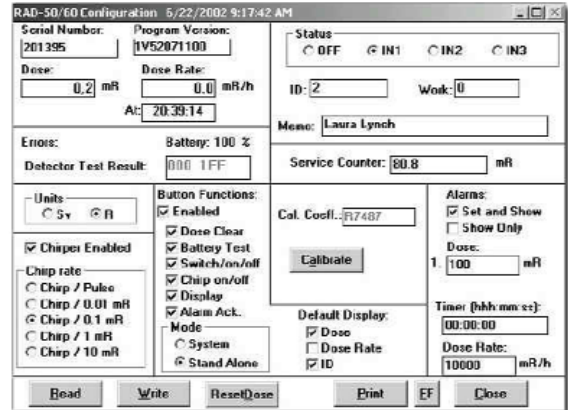 RAD-50/60 Configuration 6/22/2002 9:17:42 AM
Serial Number: Program Version:
201395 1V52071100
Dose: Dose Rate:
0,2 mR 0.0 mR/h
At: 20:39:14
Status
OFF IN1 IN2 IN3
ID: 2 Work: 0
Memo: Laura Lynch
Errors: Battery: 100 %
Detector Test Result: 000 1FF
Service Counter: 80.8 mR
Units
Sv R
Chirper Enabled
Chirp rate
Chirp / Pulse
Chirp / 0.01 mR
Chirp / 0.1 mR
Chirp / 1 mR
Chirp / 10 mR
Button Functions:
Enabled
Dose Clear
Battery Test
Switch/on/off
Chirp on/off
Display
Alarm Ack.
Mode
System
Stand Alone
Cal. Coeff.: R7487
Calibrate
Default Display:
Dose
Dose Rate
ID
Alarms:
Set and Show
Show Only
Dose:
1. 100 mR
Timer (hhh:mm:ss):
00:00:00
Dose Rate:
10000 mR/h
Read Write ResetDose Print EF Close